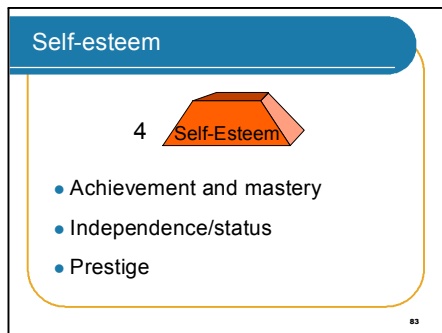 Self-esteem
4 Self-Esteem
Achievement and mastery
Independence/status
Prestige
83